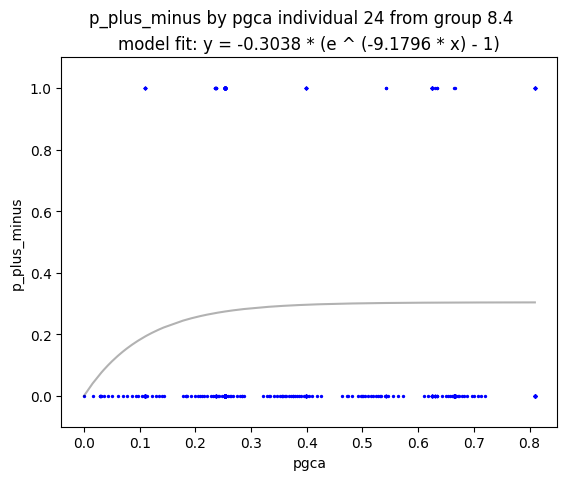 p_plus_minus by pgca individual 24 from group 8.4
model fit: y = -0.3038 * (e ^ (-9.1796 * x) - 1)
1.0
0.8
0.6
0.4
0.2
0.0
p_plus_minus
0.0 0.1 0.2 0.3 0.4 0.5 0.6 0.7 0.8
pgca